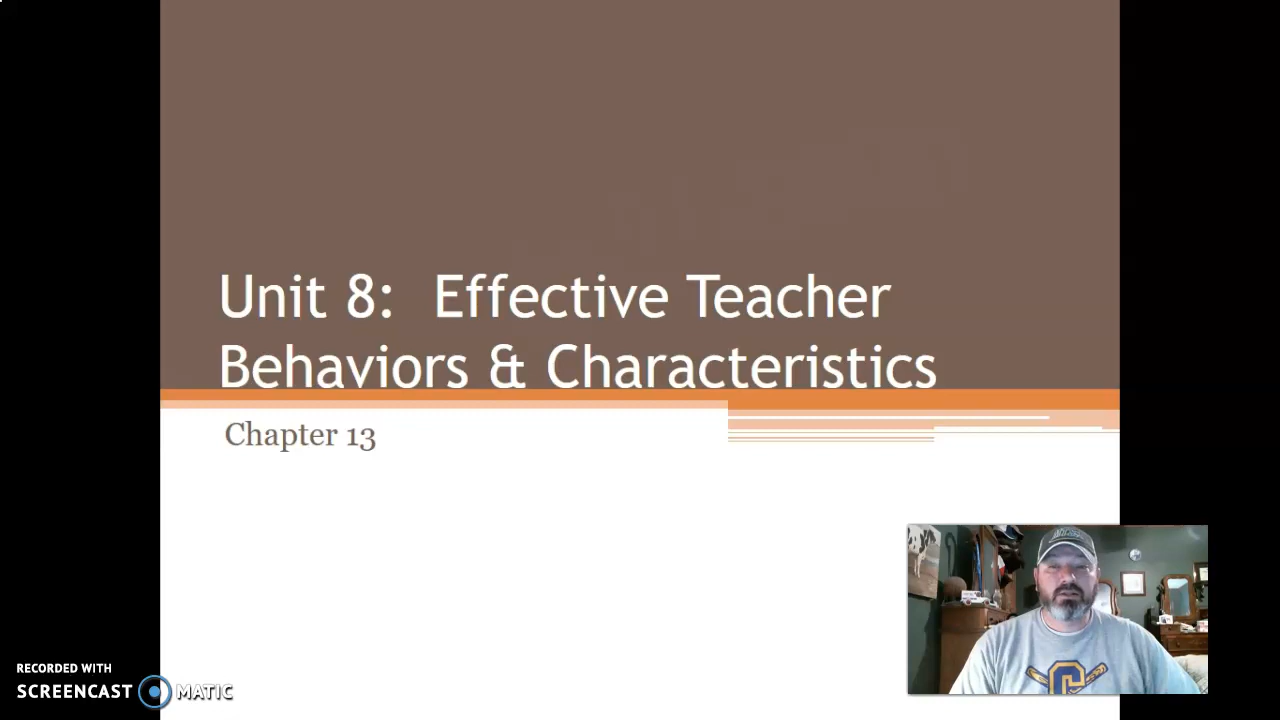 Unit 8: Effective Teacher
Behaviors & Characteristics
Chapter 13
RECORDED WITH
SCREENCAST MATIC
C